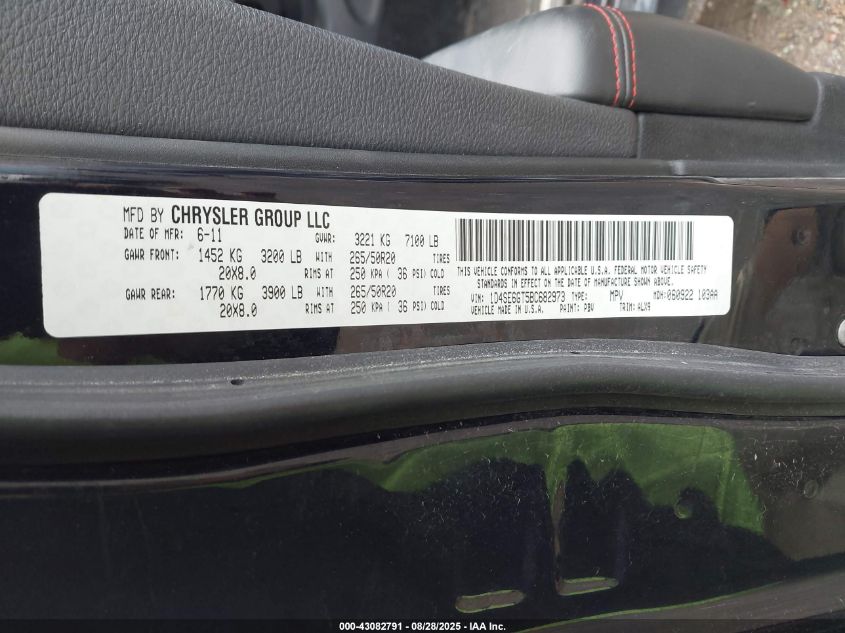 MFD BY CHRYSLER GROUP LLC
DATE OF MFR: 6-11 GVWR: 3221 KG 7100 LB
GAWR FRONT: 1452 KG 3200 LB WITH 265/50R20 TIRES
20X8.0 RIMS AT 250 KPA ( 36 PSI) COLD
GAWR REAR: 1770 KG 3900 LB WITH 265/50R20 TIRES
20X8.0 RIMS AT 250 KPA ( 36 PSI) COLD
THIS VEHICLE CONFORMS TO ALL APPLICABLE U.S.A. FEDERAL MOTOR VEHICLE SAFETY
STANDARDS IN EFFECT ON THE DATE OF MANUFACTURE SHOWN ABOVE.
VIN: 1D4SE6GT5BC682973 TYPE: MPV MDH: 060922 103AA
VEHICLE MADE IN U.S.A. PAINT: PBV TRIM: ALX9
000-43082791 - 08/28/2025 - IAA Inc.